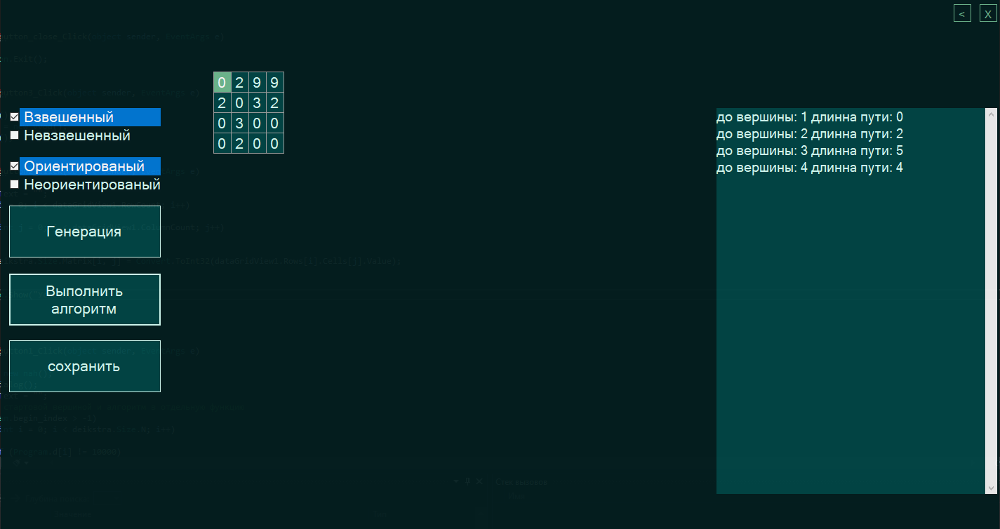 < X
0 2 9 9
2 0 3 2
0 3 0 0
0 2 0 0
Взвешенный
Невзвешенный
Ориентированый
Неориентированый
Генерация
Выполнить
алгоритм
сохранить
до вершины: 1 длинна пути: 0
до вершины: 2 длинна пути: 2
до вершины: 3 длинна пути: 5
до вершины: 4 длинна пути: 4